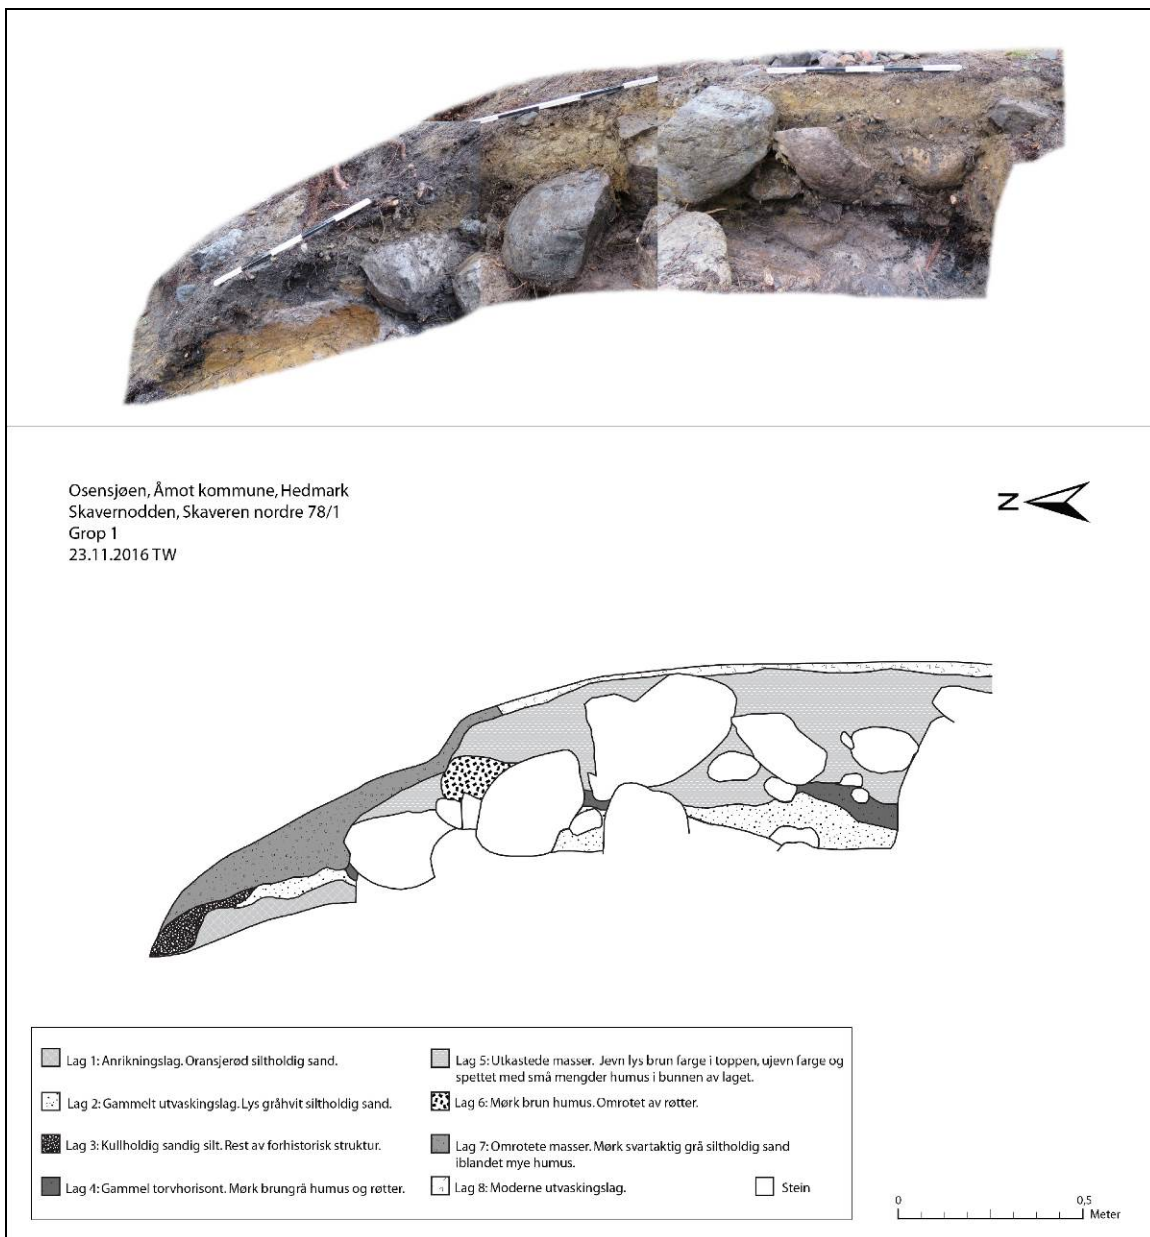 Osensjøen, Åmot kommune, Hedmark
Skavernodden, Skaveren nordre 78/1
Grop 1
23.11.2016 TW
N
Lag 1: Anrikningslag. Oransjerød siltholdig sand.
Lag 2: Gammelt utvaskingslag. Lys gråhvit siltholdig sand.
Lag 3: Kullholdig sandig silt. Rest av forhistorisk struktur.
Lag 4: Gammel torvhorisont. Mørk brungrå humus og røtter.
Lag 5: Utkastede masser. Jevn lys brun farge i toppen, ujevn farge og
spettet med små mengder humus i bunnen av laget.
Lag 6: Mørk brun humus. Omrotet av røtter.
Lag 7: Omrotete masser. Mørk svartaktig grå siltholdig sand
iblandet mye humus.
Lag 8: Moderne utvaskingslag.
Stein
0 0,5
Meter